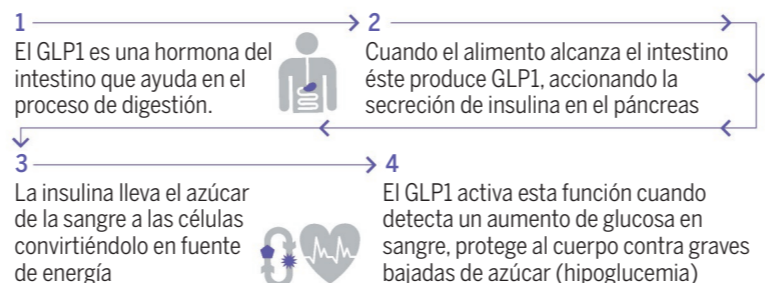 1
El GLP1 es una hormona del
intestino que ayuda en el
proceso de digestión.
2
Cuando el alimento alcanza el intestino
éste produce GLP1, accionando la
secreción de insulina en el páncreas
3
La insulina lleva el azúcar
de la sangre a las células
convirtiéndolo en fuente
de energía
4
El GLP1 activa esta función cuando
detecta un aumento de glucosa en
sangre, protege al cuerpo contra graves
bajadas de azúcar (hipoglucemia)